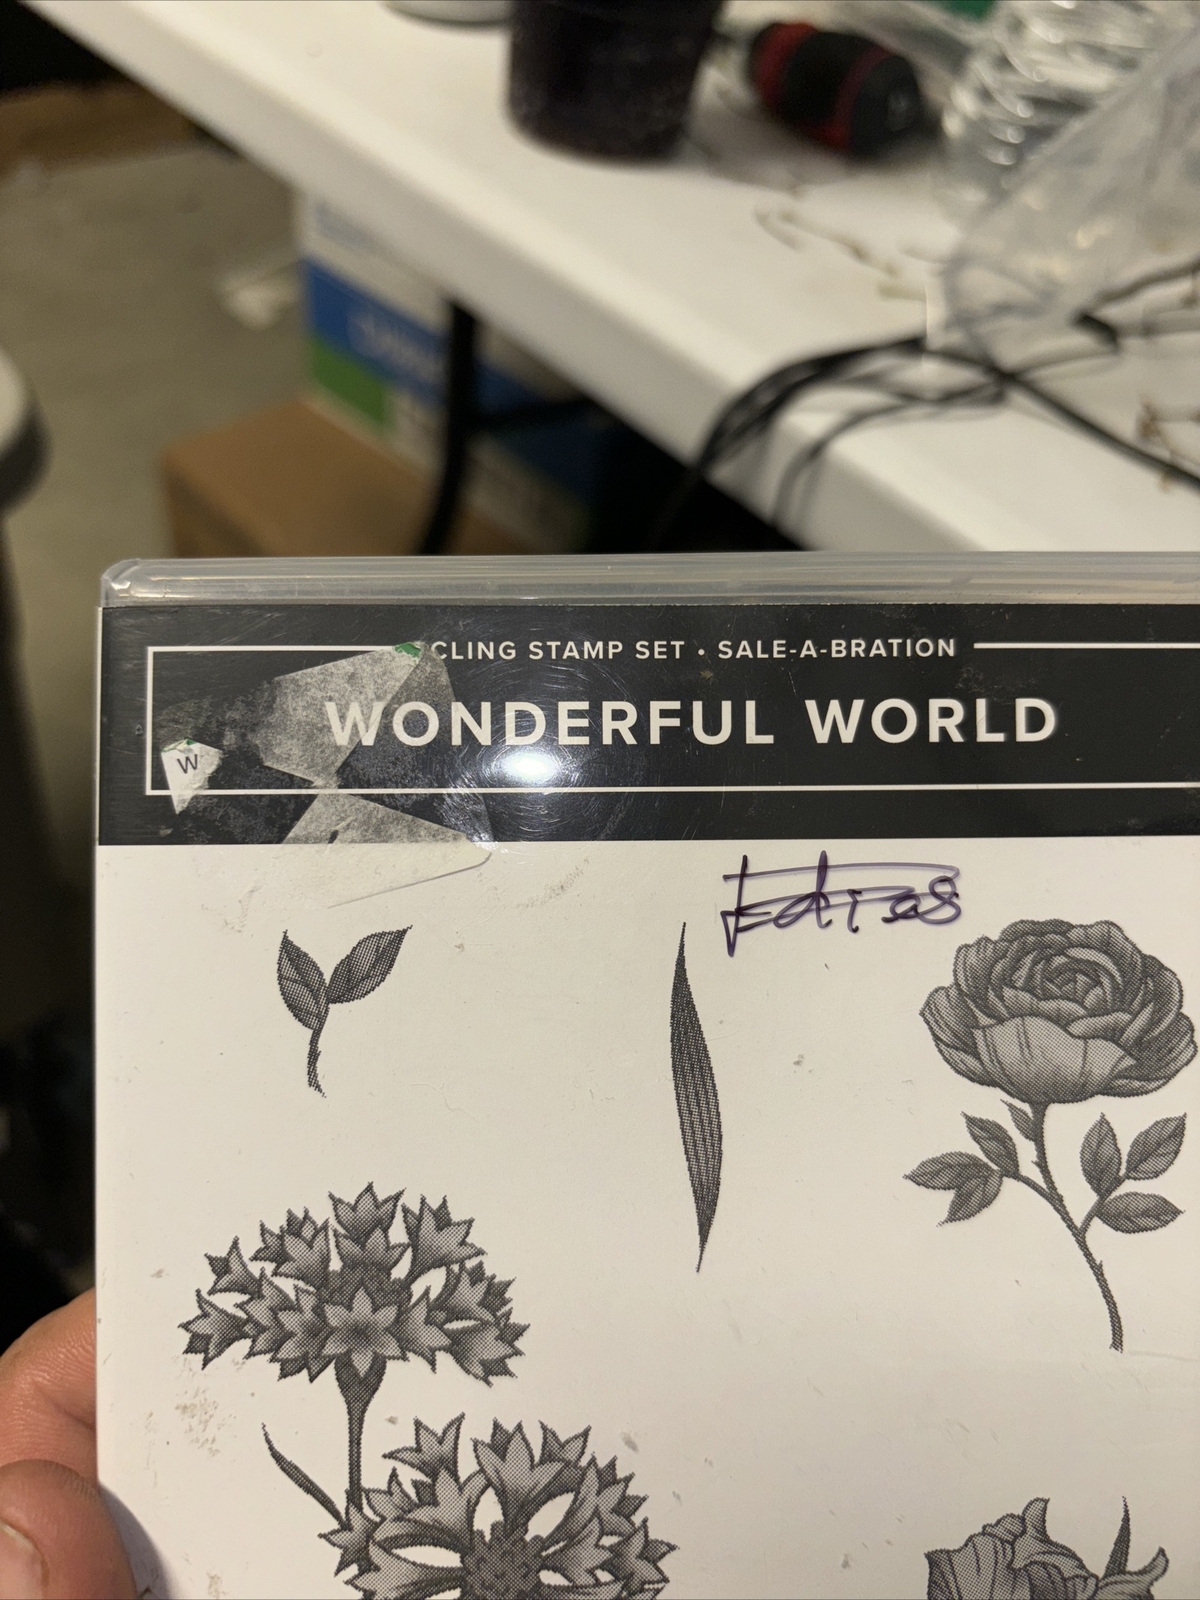 CLING STAMP SET • SALE-A-BRATION
WONDERFUL WORLD
W